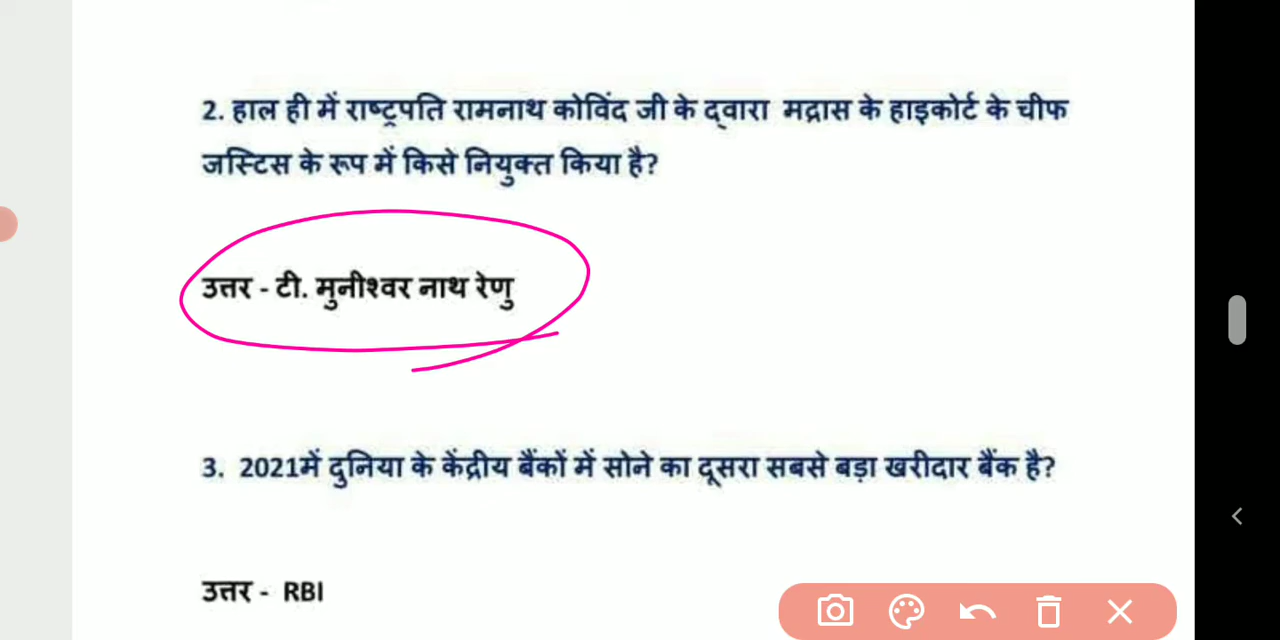 2. हाल ही में राष्ट्रपति रामनाथ कोविंद जी के द्वारा मद्रास के हाइकोर्ट के चीफ
जस्टिस के रूप में किसे नियुक्त किया है?
उत्तर - टी. मुनीश्वर नाथ रेणु
3. 2021में दुनिया के केंद्रीय बैंकों में सोने का दूसरा सबसे बड़ा खरीदार बैंक है?
उत्तर - RBI